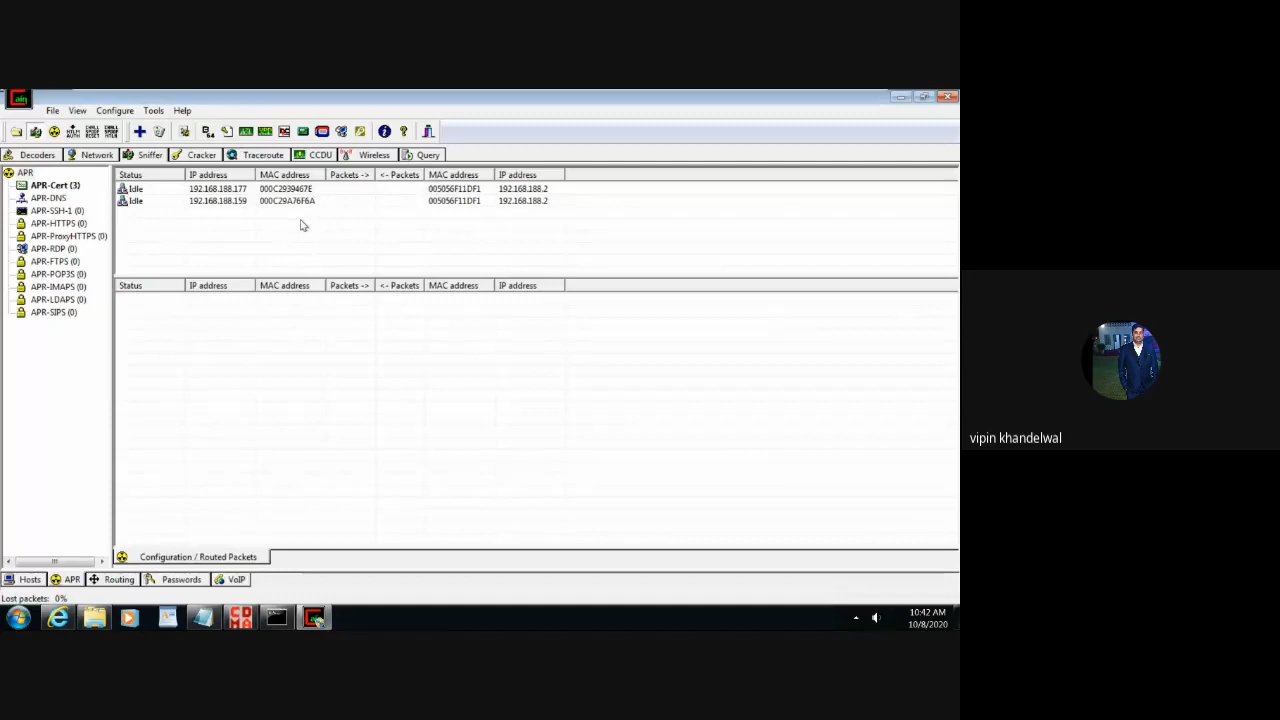 Cain
File View Configure Tools Help
Decoders Network Sniffer Cracker Traceroute CCDU Wireless Query
APR
APR-Cert (3)
APR-DNS
APR-SSH-1 (0)
APR-HTTPS (0)
APR-ProxyHTTPS (0)
APR-RDP (0)
APR-FTPS (0)
APR-POP3S (0)
APR-IMAPS (0)
APR-LDAPS (0)
APR-SIPS (0)
Status IP address MAC address Packets -> <- Packets MAC address IP address
Idle 192.168.188.177 000C2939467E 005056F11DF1 192.168.188.2
Idle 192.168.188.159 000C29A76F6A 005056F11DF1 192.168.188.2
Status IP address MAC address Packets -> <- Packets MAC address IP address
Configuration / Routed Packets
Hosts APR Routing Passwords VoIP
Lost packets: 0%
CDMA
10:42 AM
10/8/2020
vipin khandelwal